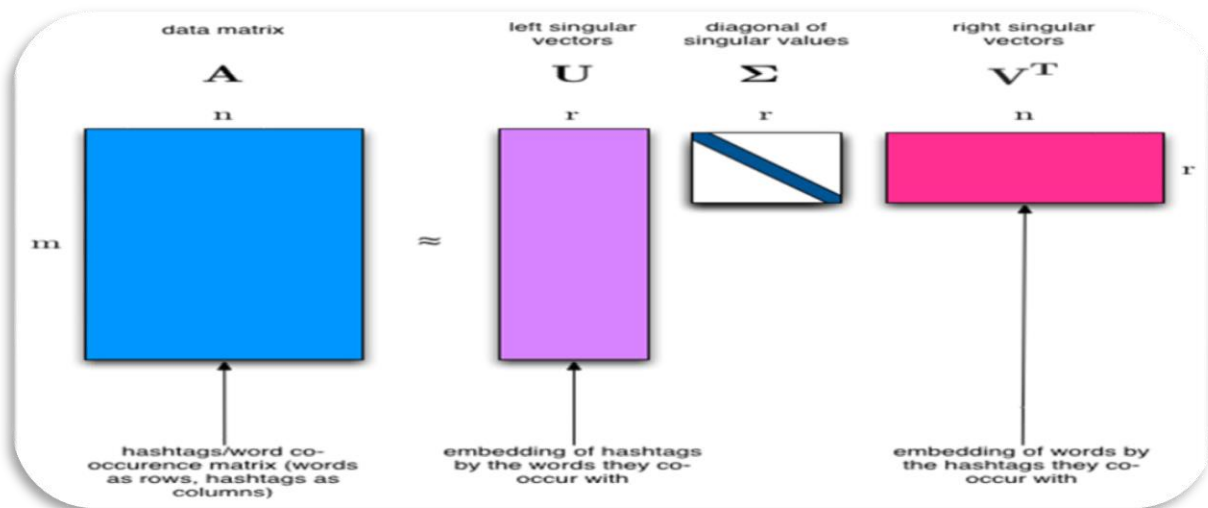 data matrix
left singular
vectors
diagonal of
singular values
right singular
vectors
A
U
Σ
V^T
n
r
r
n
m
≈
r
hashtags/word co-
occurence matrix (words
as rows, hashtags as
columns)
embedding of hashtags
by the words they co-
occur with
embedding of words by
the hashtags they co-
occur with